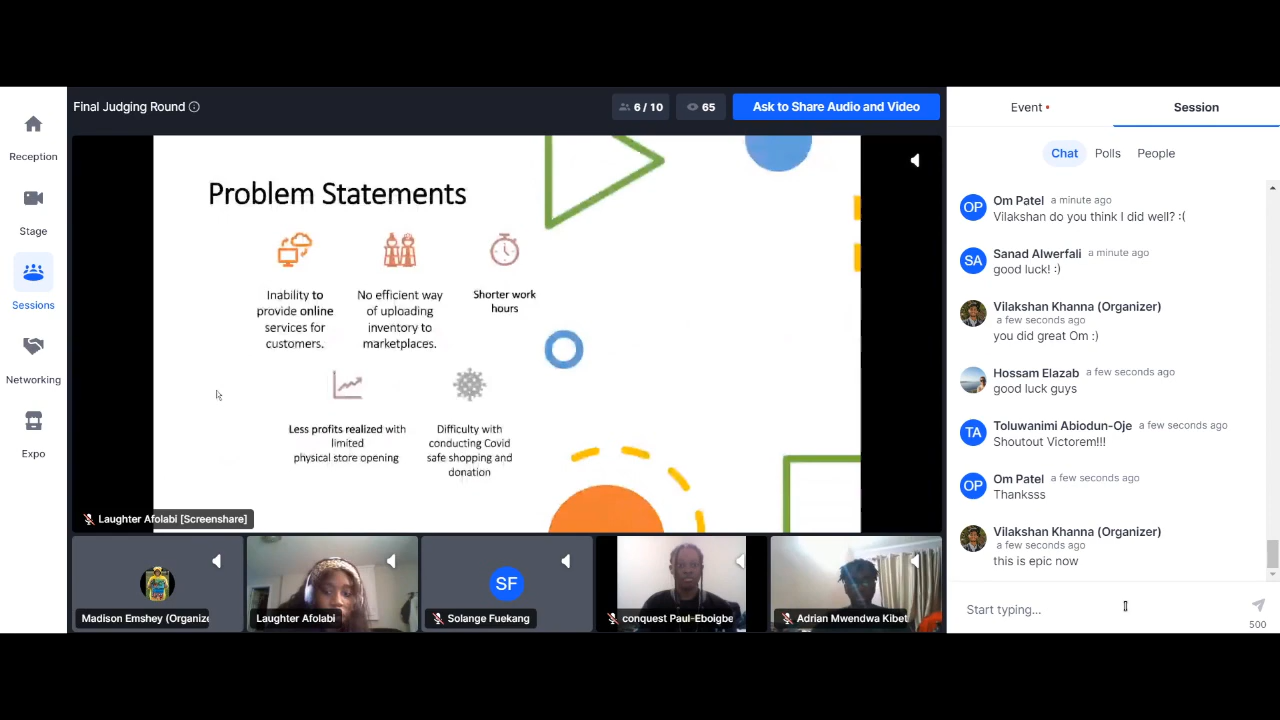 Final Judging Round
6 / 10
65
Ask to Share Audio and Video
Event
Session
Reception
Stage
Sessions
Networking
Expo
Chat
Polls
People
Problem Statements
Inability to
provide online
services for
customers.
No efficient way
of uploading
inventory to
marketplaces.
Shorter work
hours
Less profits realized with
limited
physical store opening
Difficulty with
conducting Covid
safe shopping and
donation
Laughter Afolabi [Screenshare]
Madison Emshey (Organize
Laughter Afolabi
SF
Solange Fuekang
conquest Paul-Eboigbe
Adrian Mwendwa Kibet
OP
Om Patel a minute ago
Vilakshan do you think I did well? :(
SA
Sanad Alwerfali a minute ago
good luck! :)
Vilakshan Khanna (Organizer)
a few seconds ago
you did great Om :)
Hossam Elazab a few seconds ago
good luck guys
TA
Toluwanimi Abiodun-Oje a few seconds ago
Shoutout Victorem!!!
OP
Om Patel a few seconds ago
Thanksss
Vilakshan Khanna (Organizer)
a few seconds ago
this is epic now
Start typing...
500